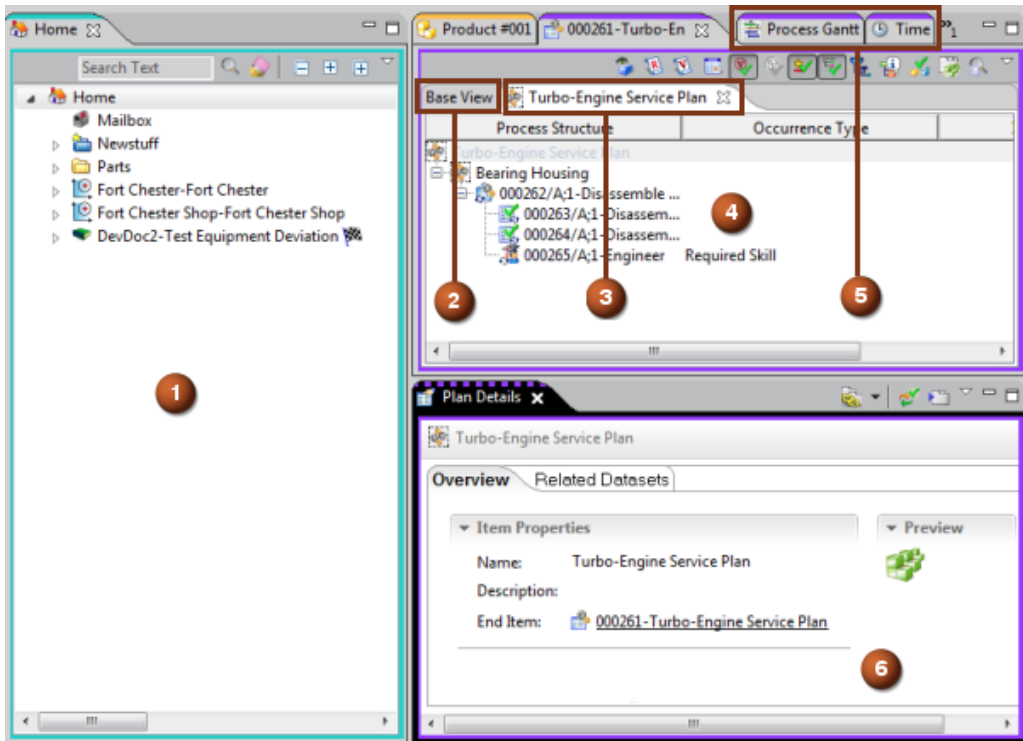 Home
Search Text
Home
Mailbox
Newstuff
Parts
Fort Chester-Fort Chester
Fort Chester Shop-Fort Chester Shop
DevDoc2-Test Equipment Deviation
1
Product #001
000261-Turbo-En
Process Gantt
Time
1
Base View
Turbo-Engine Service Plan
Process Structure
Occurrence Type
Turbo-Engine Service Plan
Bearing Housing
000262/A;1-Disassemble ...
000263/A;1-Disassem...
000264/A;1-Disassem...
000265/A;1-Engineer Required Skill
4
2
3
5
Plan Details
Turbo-Engine Service Plan
Overview
Related Datasets
Item Properties
Preview
Name: Turbo-Engine Service Plan
Description:
End Item: 000261-Turbo-Engine Service Plan
6